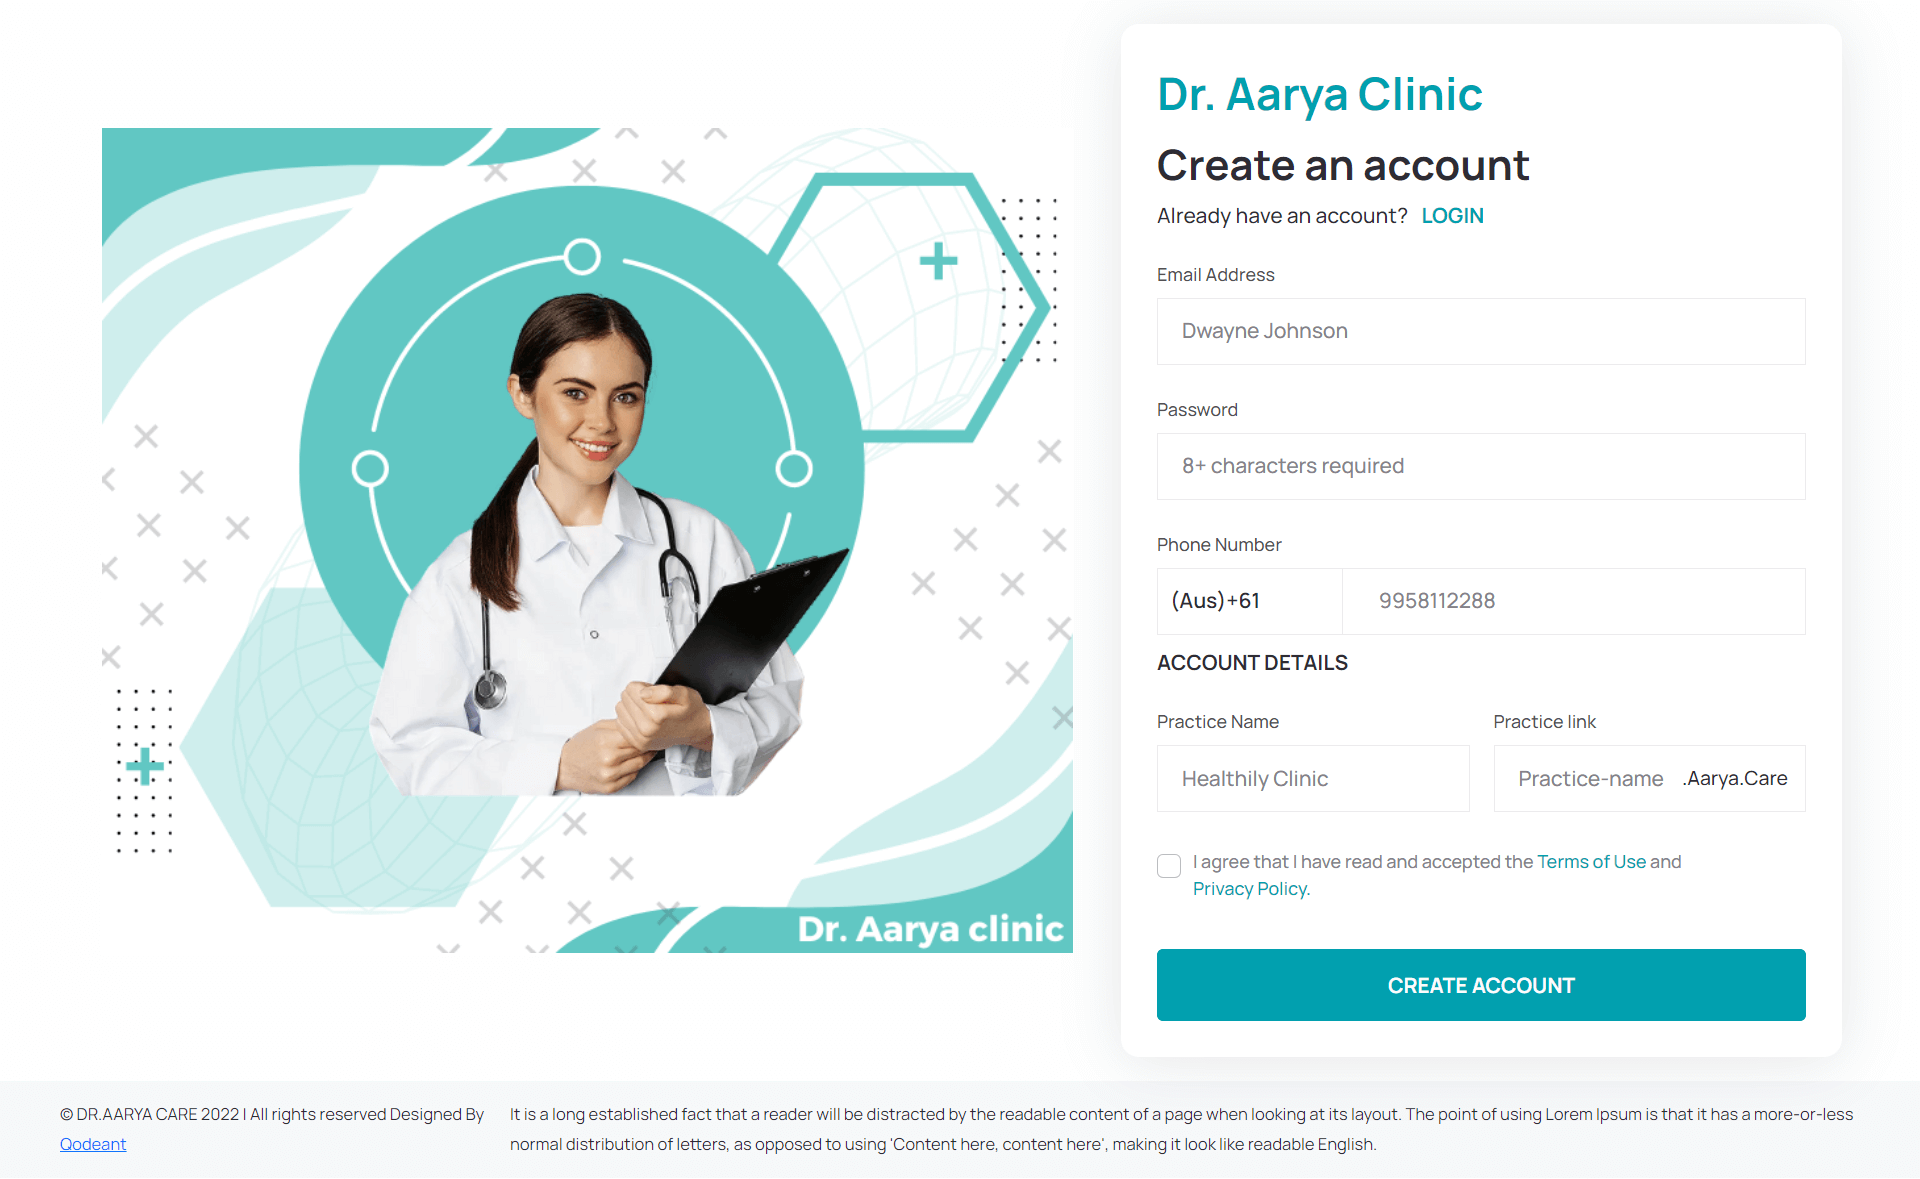 Dr. Aarya clinic
Dr. Aarya Clinic
Create an account
Already have an account? LOGIN
Email Address
Dwayne Johnson
Password
8+ characters required
Phone Number
(Aus)+61 9958112288
ACCOUNT DETAILS
Practice Name Practice link
Healthily Clinic Practice-name .Aarya.Care
I agree that I have read and accepted the Terms of Use and
Privacy Policy.
CREATE ACCOUNT
© DR.AARYA CARE 2022 | All rights reserved Designed By
Qodeant
It is a long established fact that a reader will be distracted by the readable content of a page when looking at its layout. The point of using Lorem Ipsum is that it has a more-or-less
normal distribution of letters, as opposed to using 'Content here, content here', making it look like readable English.